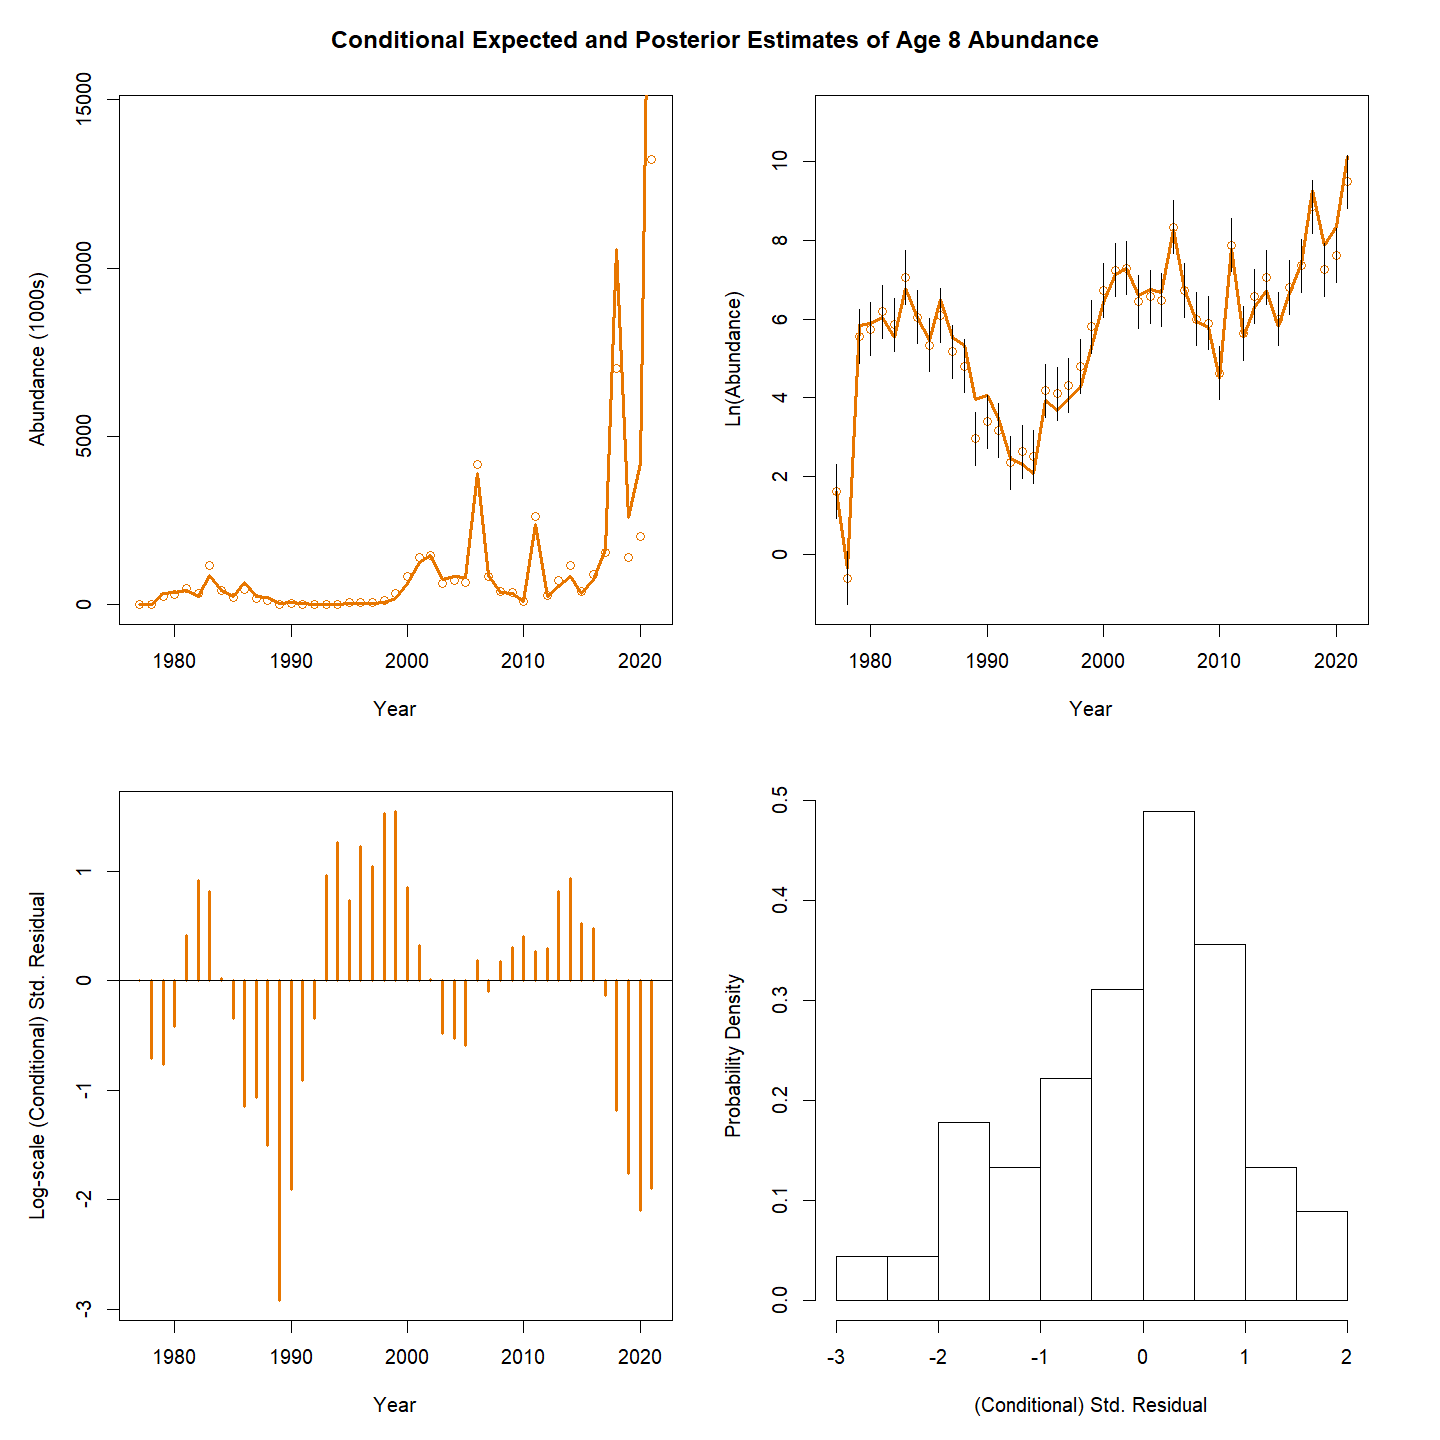 Conditional Expected and Posterior Estimates of Age 8 Abundance
Abundance (1000s)
15000
10000
5000
0
1980 1990 2000 2010 2020
Year
Ln(Abundance)
10
8
6
4
2
0
1980 1990 2000 2010 2020
Year
Log-scale (Conditional) Std. Residual
1
0
-1
-2
-3
1980 1990 2000 2010 2020
Year
Probability Density
0.5
0.4
0.3
0.2
0.1
0.0
-3 -2 -1 0 1 2
(Conditional) Std. Residual